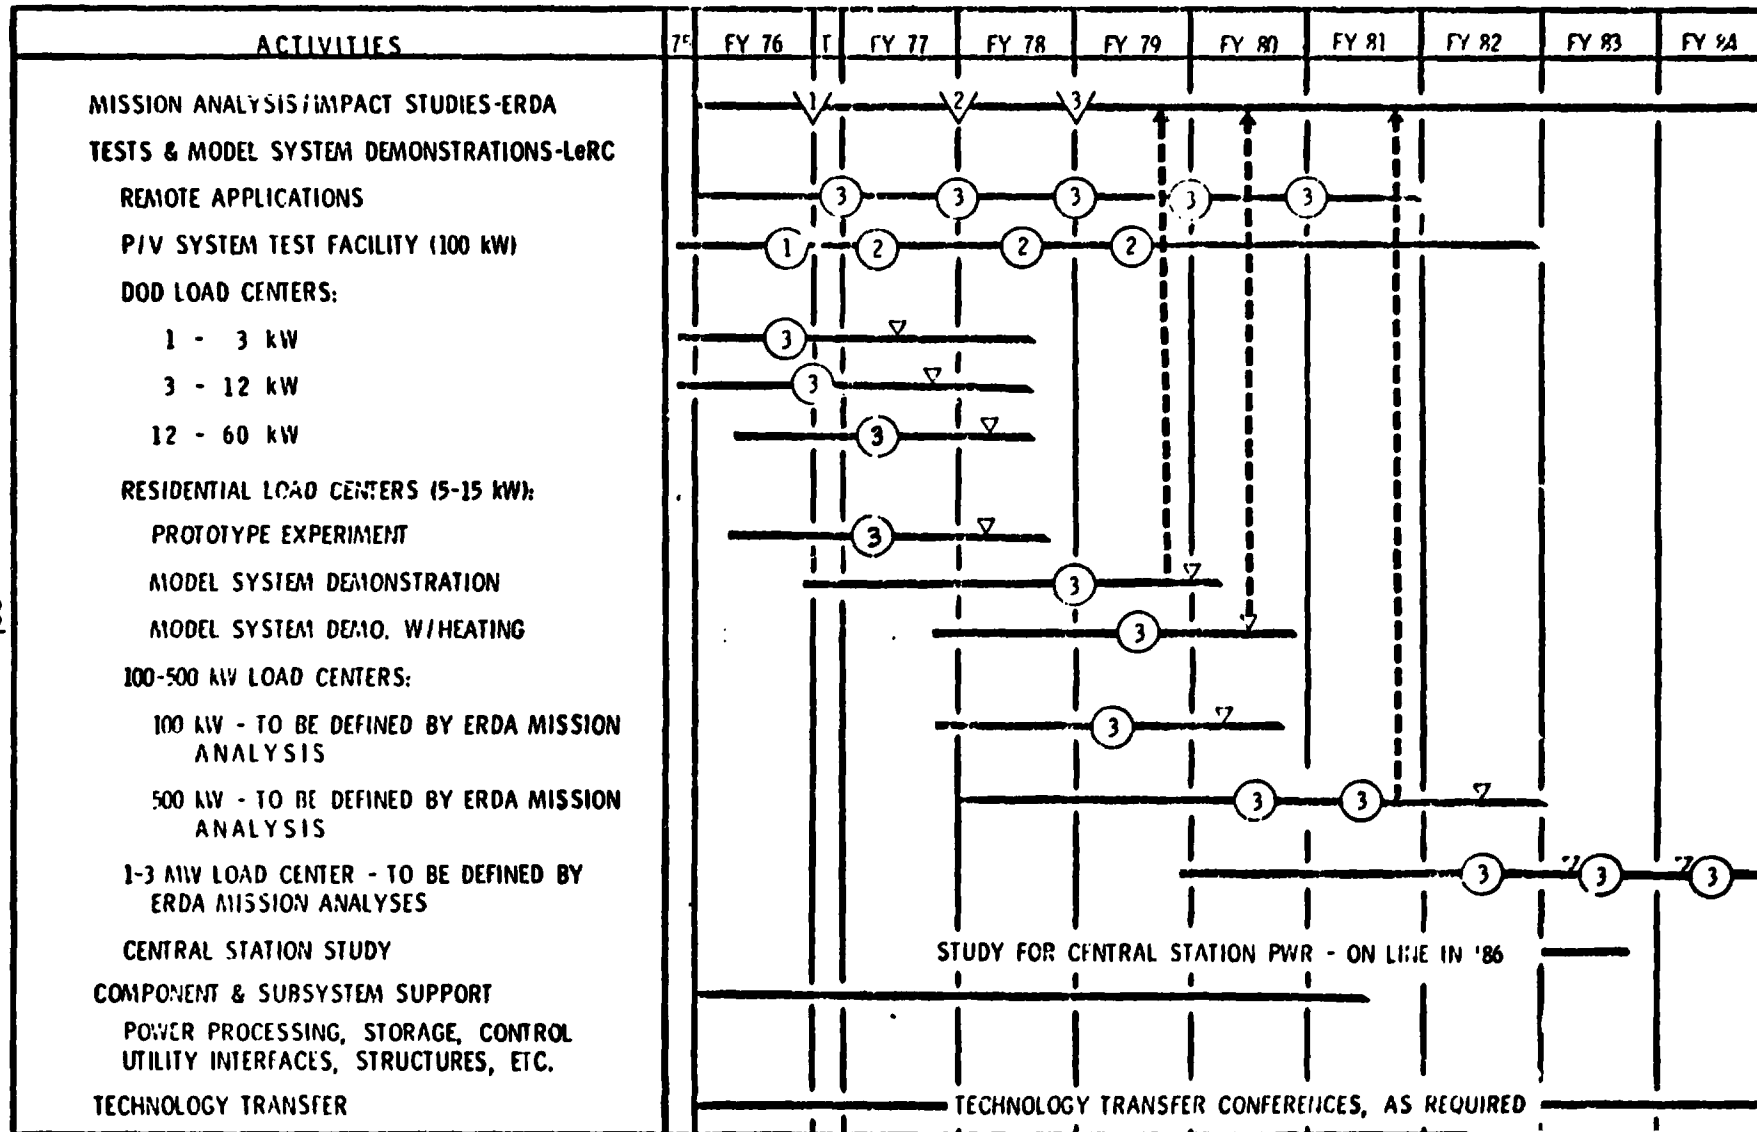 ACTIVITIES 75 FY 76 T FY 77 FY 78 FY 79 FY 80 FY 81 FY 82 FY 83 FY 84
MISSION ANALYSIS/IMPACT STUDIES-ERDA 1 2 3
TESTS & MODEL SYSTEM DEMONSTRATIONS-LeRC
REMOTE APPLICATIONS 3 3 3 3 3
P/V SYSTEM TEST FACILITY (100 kW) 1 2 2 2
DOD LOAD CENTERS:
1 - 3 kW 3
3 - 12 kW 3
12 - 60 kW 3
RESIDENTIAL LOAD CENTERS (5-15 kW):
PROTOTYPE EXPERIMENT 3
MODEL SYSTEM DEMONSTRATION 3
MODEL SYSTEM DEMO. W/HEATING 3
100-500 kW LOAD CENTERS:
100 kW - TO BE DEFINED BY ERDA MISSION 3
ANALYSIS
500 kW - TO BE DEFINED BY ERDA MISSION 3 3
ANALYSIS
1-3 MW LOAD CENTER - TO BE DEFINED BY 3 3 3
ERDA MISSION ANALYSES
CENTRAL STATION STUDY STUDY FOR CENTRAL STATION PWR - ON LINE IN '86
COMPONENT & SUBSYSTEM SUPPORT
POWER PROCESSING, STORAGE, CONTROL
UTILITY INTERFACES, STRUCTURES, ETC.
TECHNOLOGY TRANSFER TECHNOLOGY TRANSFER CONFERENCES, AS REQUIRED